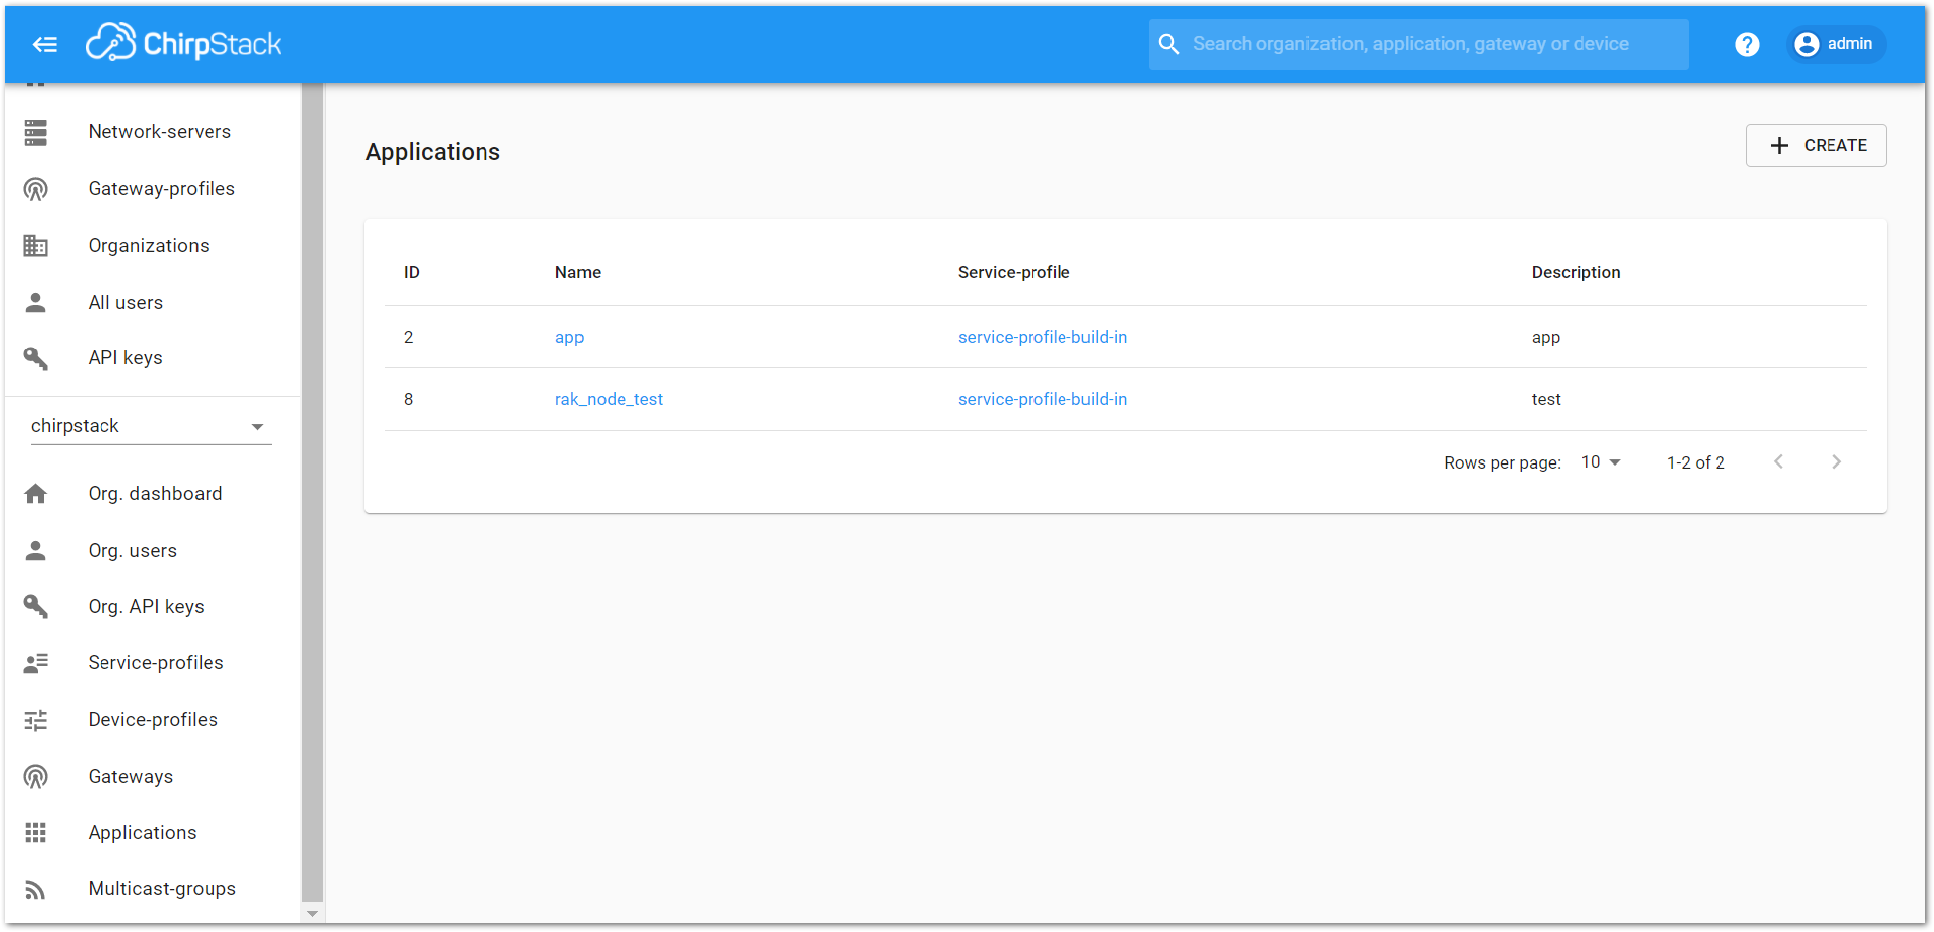 ChirpStack
Search organization, application, gateway or device
? admin
Network-servers
Gateway-profiles
Organizations
All users
API keys
chirpstack
Org. dashboard
Org. users
Org. API keys
Service-profiles
Device-profiles
Gateways
Applications
Multicast-groups
Applications
+ CREATE
ID Name Service-profile Description
2 app service-profile-build-in app
8 rak_node_test service-profile-build-in test
Rows per page: 10 1-2 of 2